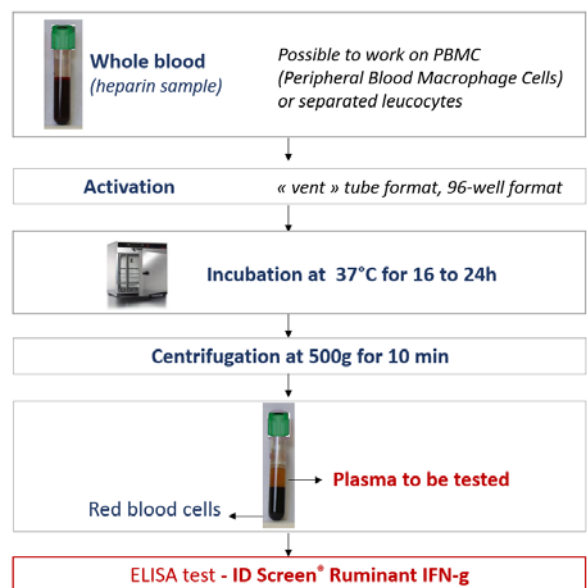 Whole blood
(heparin sample)
Possible to work on PBMC
(Peripheral Blood Macrophage Cells)
or separated leucocytes
Activation
« vent » tube format, 96-well format
Incubation at 37°C for 16 to 24h
Centrifugation at 500g for 10 min
Plasma to be tested
Red blood cells
ELISA test - ID Screen® Ruminant IFN-g